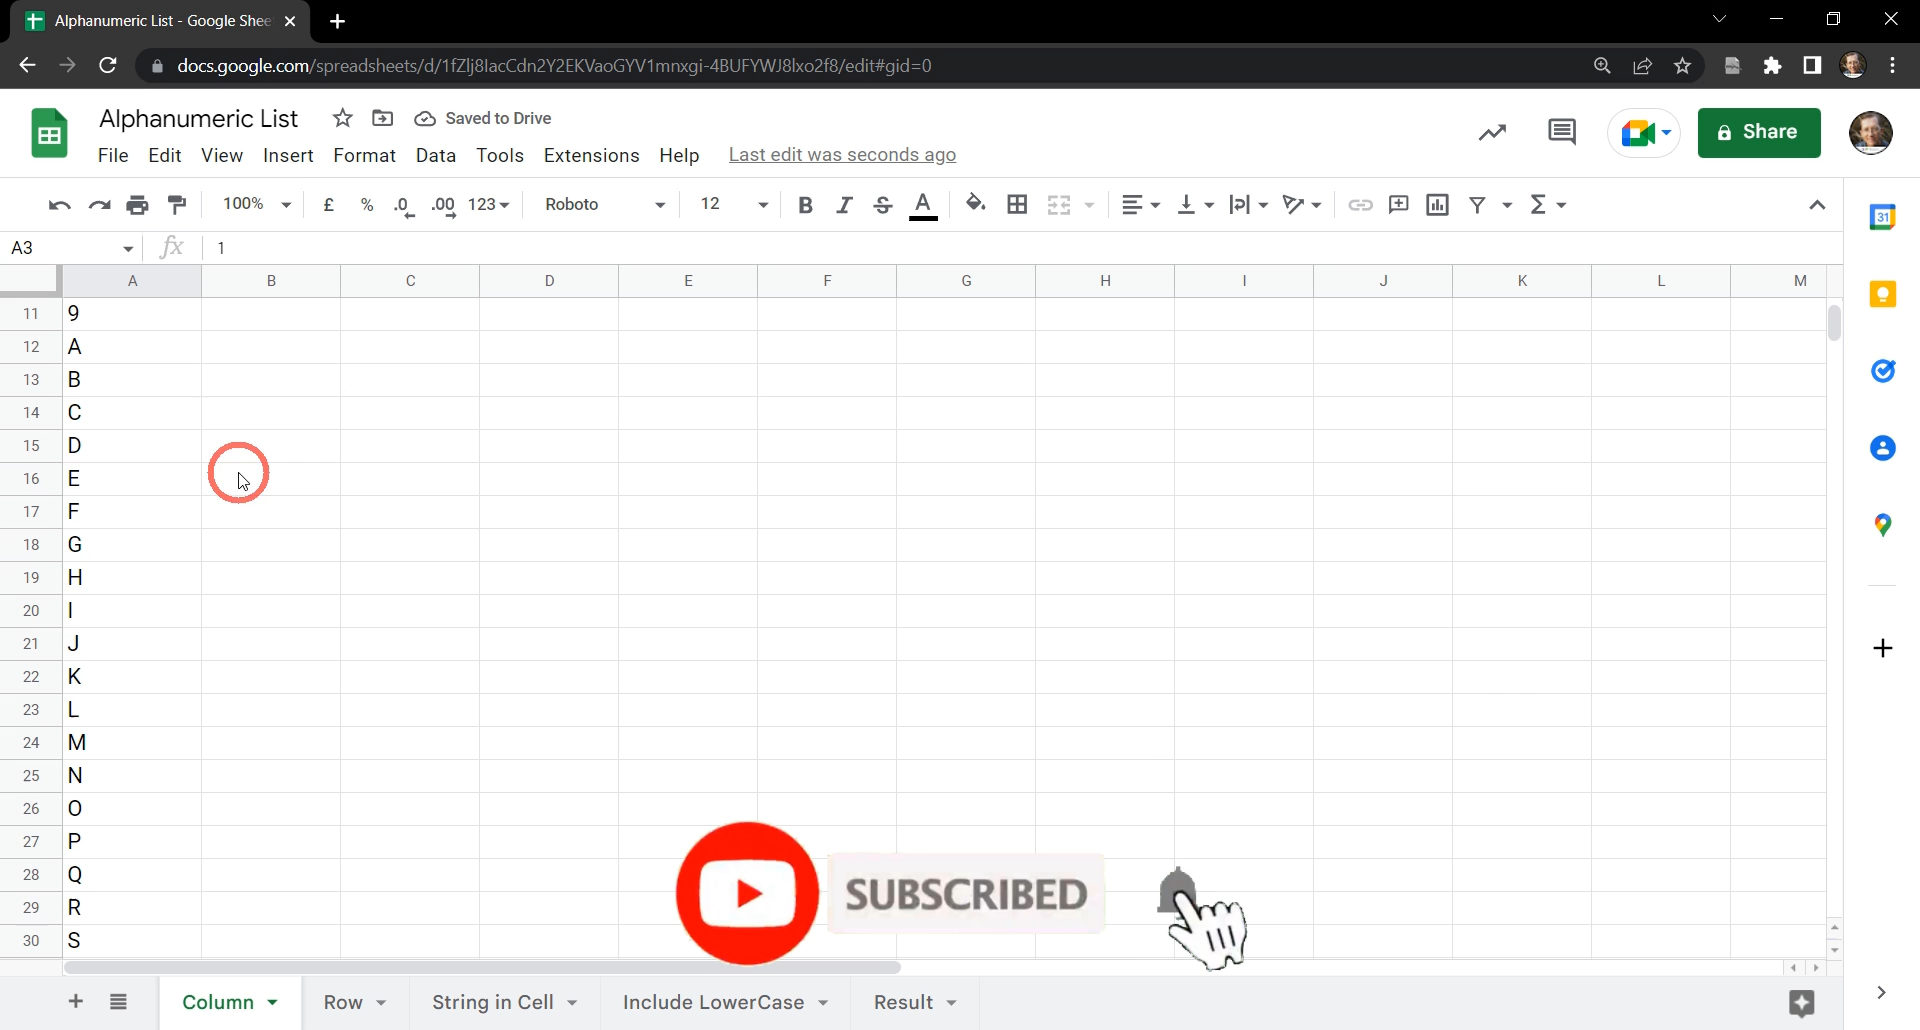 Alphanumeric List - Google Shee
docs.google.com/spreadsheets/d/1fZlj8lacCdn2Y2EKVaoGYV1mnxgi-4BUFYWJ8lxo2f8/edit#gid=0
Alphanumeric List Saved to Drive
File Edit View Insert Format Data Tools Extensions Help Last edit was seconds ago
Share
100% £ % .0 .00 123 Roboto 12 B I S A Σ
31
A3 fx 1
A B C D E F G H I J K L M
11 9
12 A
13 B
14 C
15 D
16 E
17 F
18 G
19 H
20 I
21 J
22 K
23 L
24 M
25 N
26 O
27 P
28 Q
29 R
30 S
SUBSCRIBED
Column Row String in Cell Include LowerCase Result